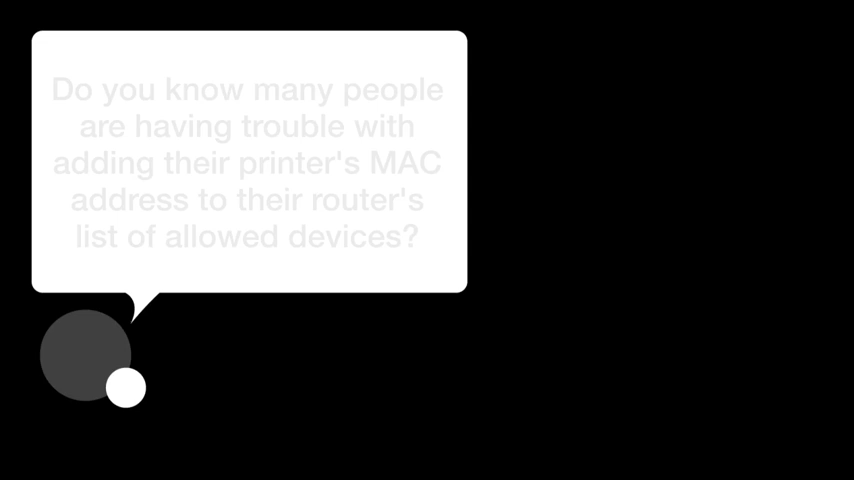 Do you know many people
are having trouble with
adding their printer's MAC
address to their router's
list of allowed devices?